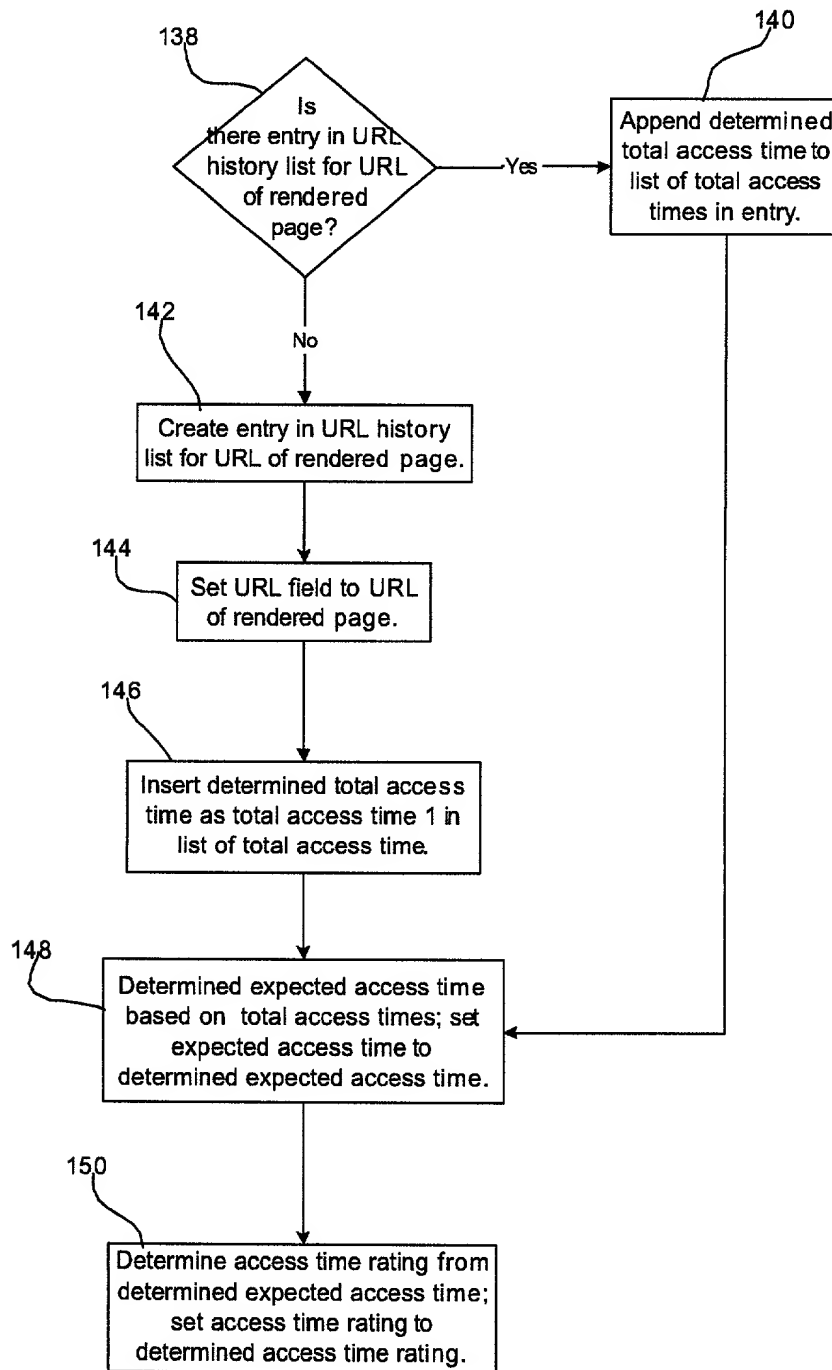 138
Is
there entry in URL
history list for URL
of rendered
page?
Yes
140
Append determined
total access time to
list of total access
times in entry.
No
142
Create entry in URL history
list for URL of rendered page.
144
Set URL field to URL
of rendered page.
146
Insert determined total access
time as total access time 1 in
list of total access time.
148
Determined expected access time
based on total access times; set
expected access time to
determined expected access time.
150
Determine access time rating from
determined expected access time;
set access time rating to
determined access time rating.